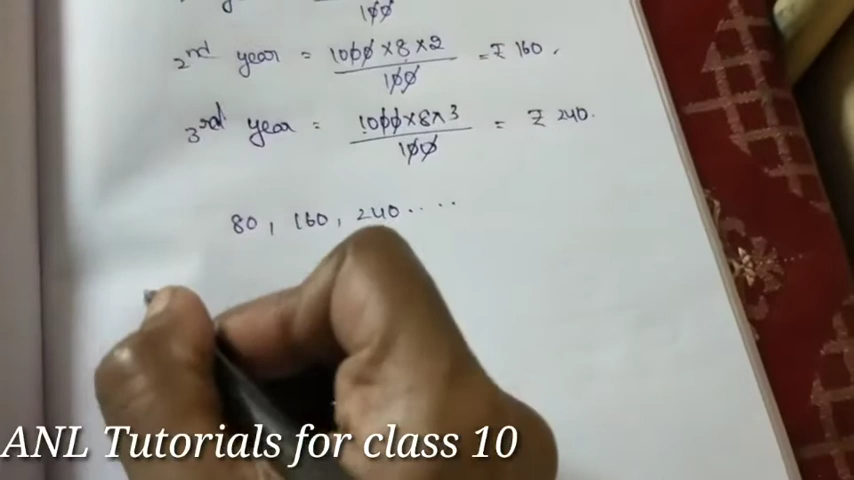 100
2nd year = 1000 × 8 × 2 = ₹ 160.
100
3rd year = 1000×8×3 = ₹ 240.
100
80, 160, 240.....
ANL Tutorials for class 10